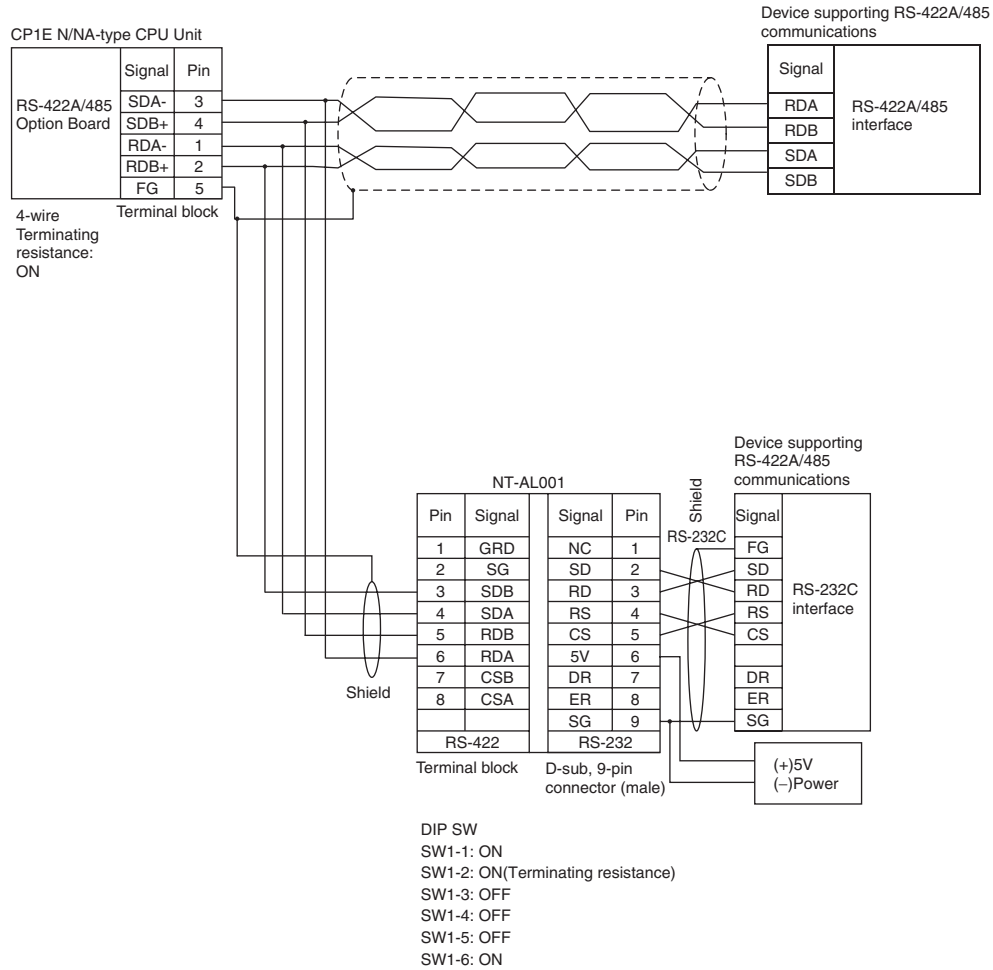 CP1E N/NA-type CPU Unit
Signal Pin
RS-422A/485
Option Board
SDA- 3
SDB+ 4
RDA- 1
RDB+ 2
FG 5
4-wire
Terminating
resistance:
ON
Terminal block
Device supporting RS-422A/485
communications
Signal
RDA
RDB
SDA
SDB
RS-422A/485
interface
NT-AL001
Pin Signal Signal Pin
1 GRD NC 1
2 SG SD 2
3 SDB RD 3
4 SDA RS 4
5 RDB CS 5
6 RDA 5V 6
7 CSB DR 7
8 CSA ER 8
SG 9
RS-422 RS-232
Terminal block
D-sub, 9-pin
connector (male)
Shield
Shield
RS-232C
Device supporting
RS-422A/485
communications
Signal
FG
SD
RD
RS
CS
DR
ER
SG
RS-232C
interface
(+)5V
(−)Power
DIP SW
SW1-1: ON
SW1-2: ON(Terminating resistance)
SW1-3: OFF
SW1-4: OFF
SW1-5: OFF
SW1-6: ON